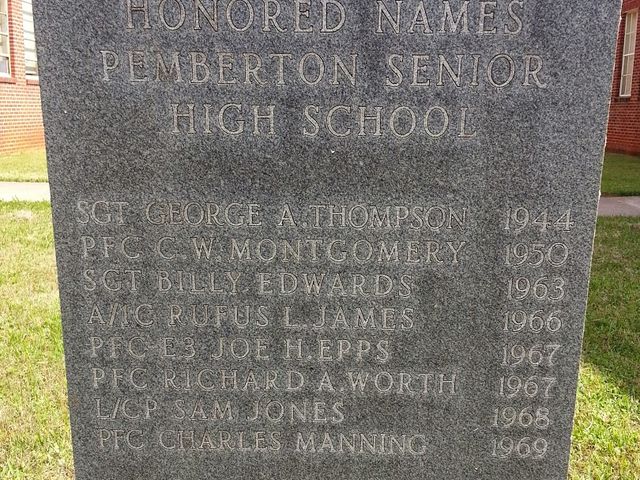 HONORED NAMES
PEMBERTON SENIOR
HIGH SCHOOL
SGT GEORGE A. THOMPSON 1944
PFC C. W. MONTGOMERY 1950
SGT BILLY EDWARDS 1963
A/1C RUFUS L. JAMES 1966
PFC-E3 JOE H. EPPS 1967
PFC RICHARD A. WORTH 1967
L/CP SAM JONES 1968
PFC CHARLES MANNING 1969